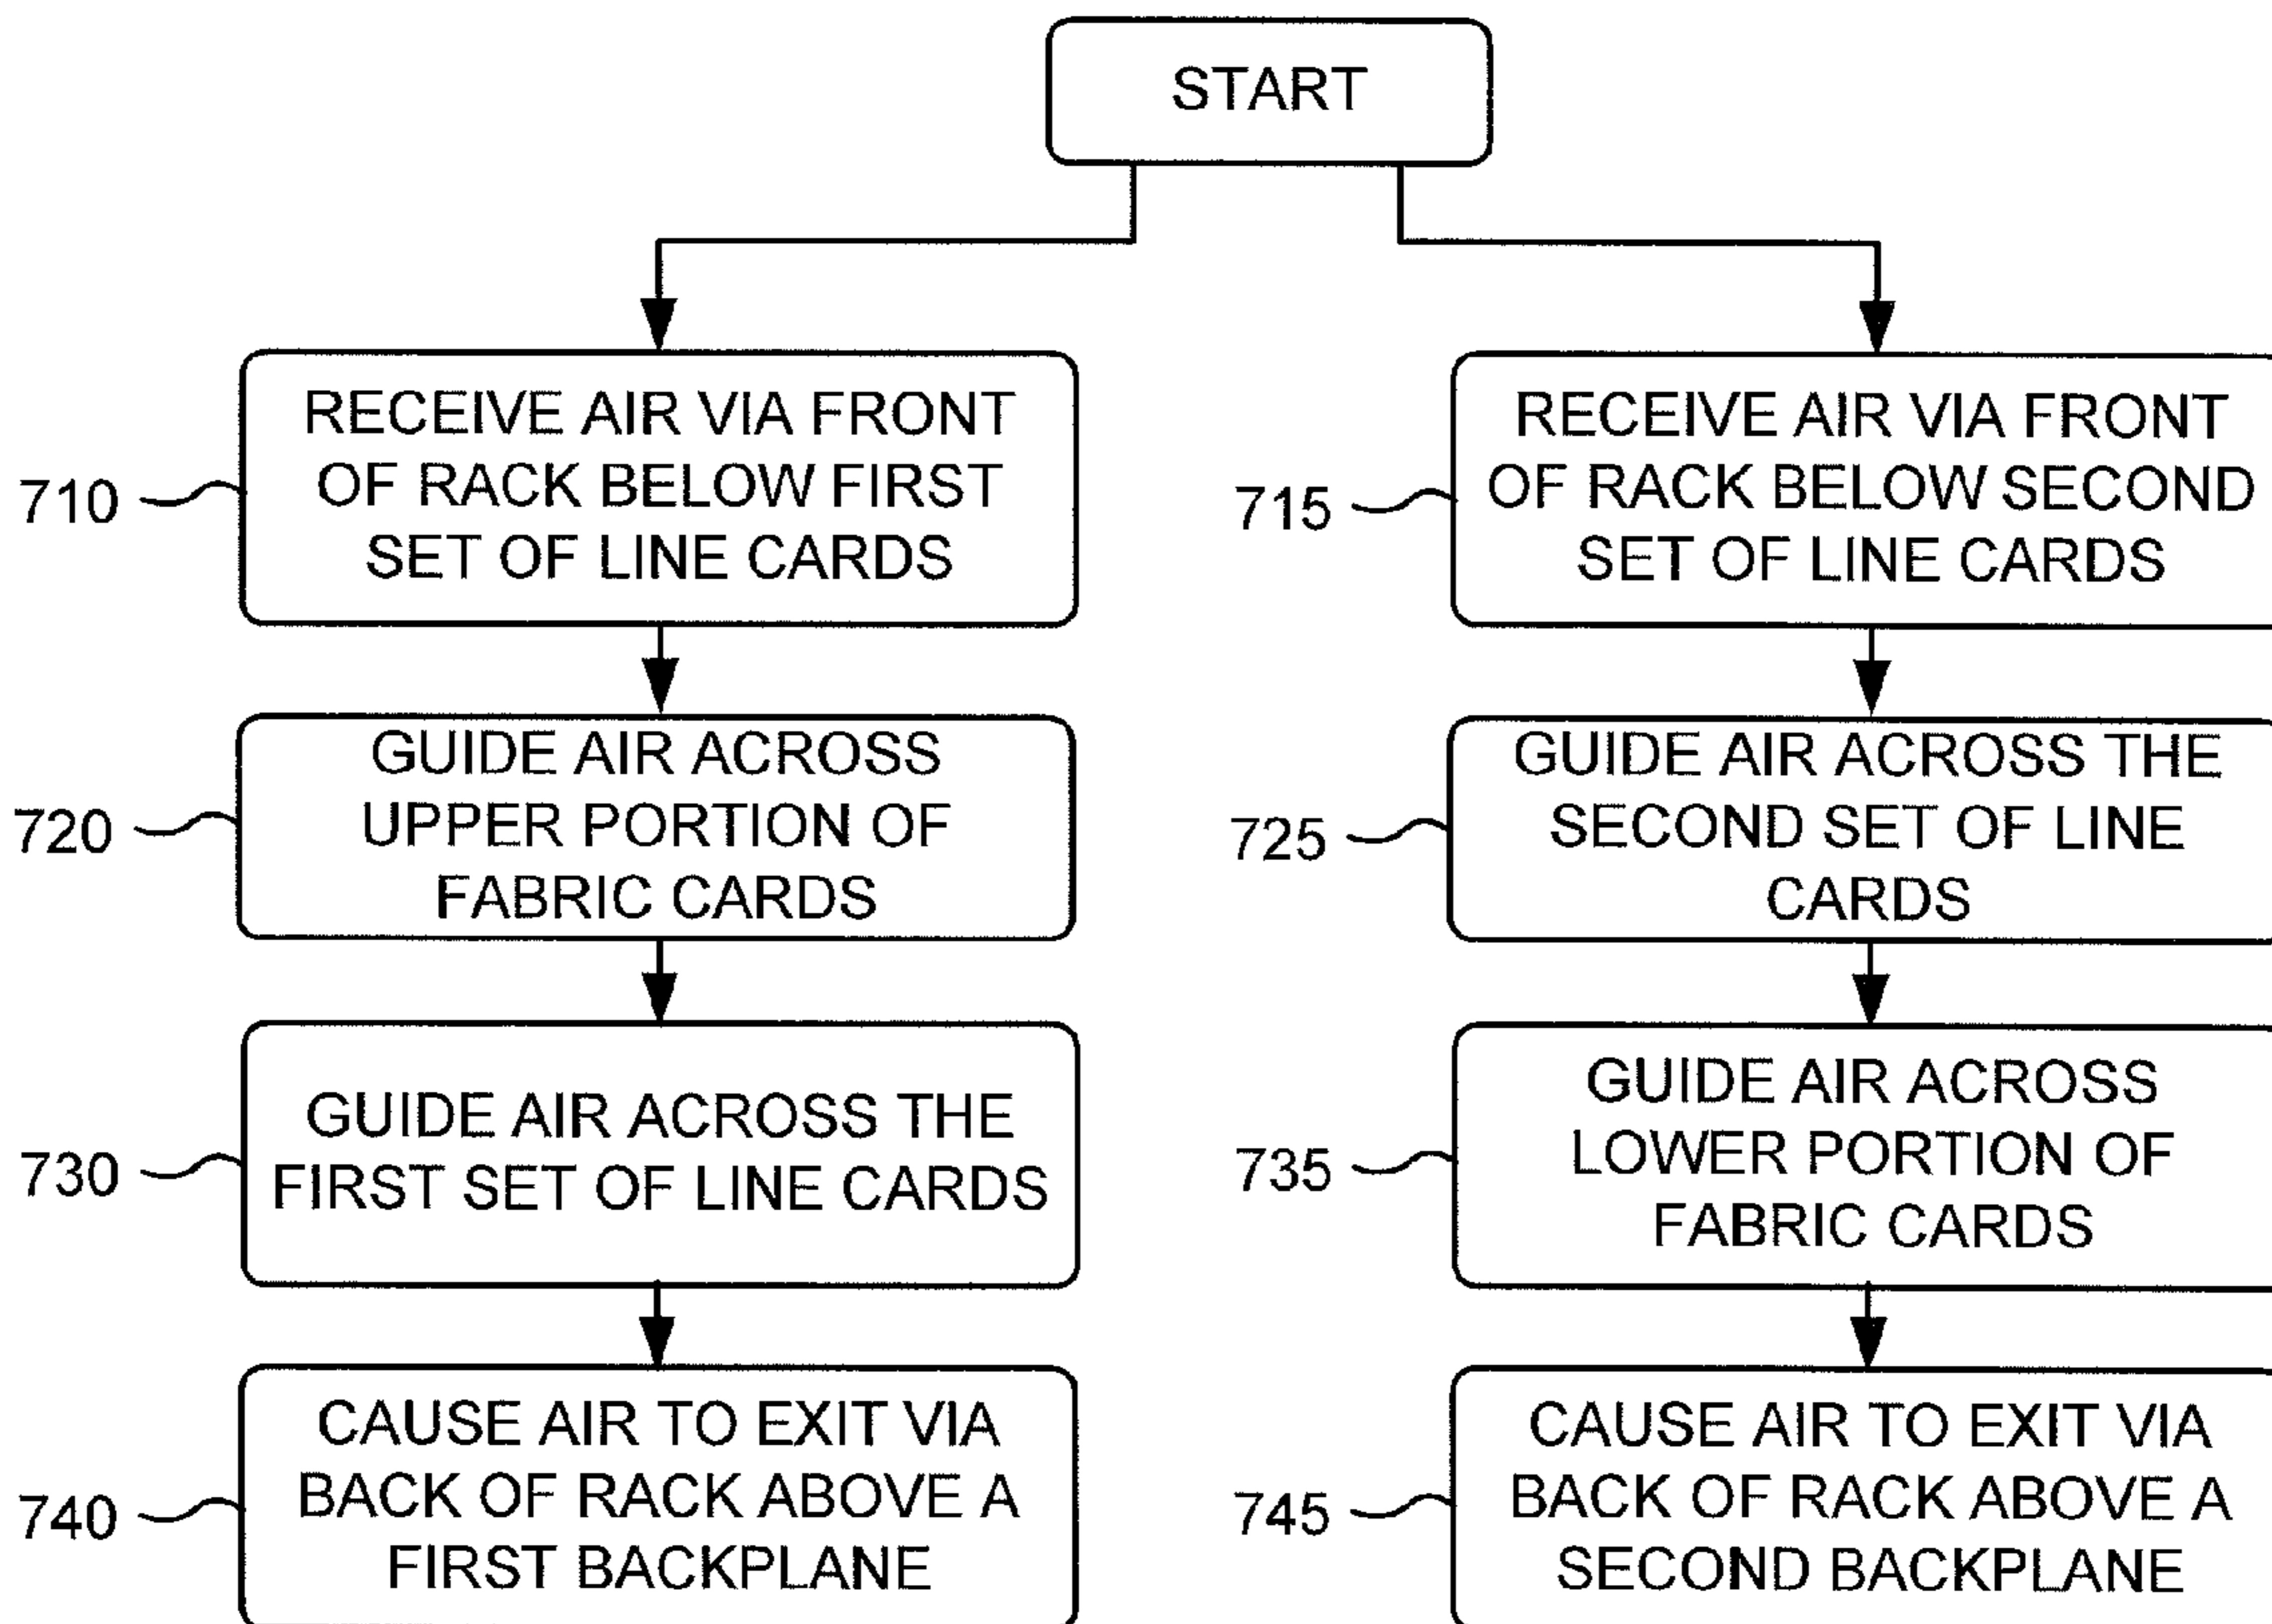 START
RECEIVE AIR VIA FRONT
OF RACK BELOW FIRST
SET OF LINE CARDS
710
RECEIVE AIR VIA FRONT
OF RACK BELOW SECOND
SET OF LINE CARDS
715
GUIDE AIR ACROSS
UPPER PORTION OF
FABRIC CARDS
720
GUIDE AIR ACROSS THE
SECOND SET OF LINE
CARDS
725
GUIDE AIR ACROSS THE
FIRST SET OF LINE CARDS
730
GUIDE AIR ACROSS
LOWER PORTION OF
FABRIC CARDS
735
CAUSE AIR TO EXIT VIA
BACK OF RACK ABOVE A
FIRST BACKPLANE
740
CAUSE AIR TO EXIT VIA
BACK OF RACK ABOVE A
SECOND BACKPLANE
745